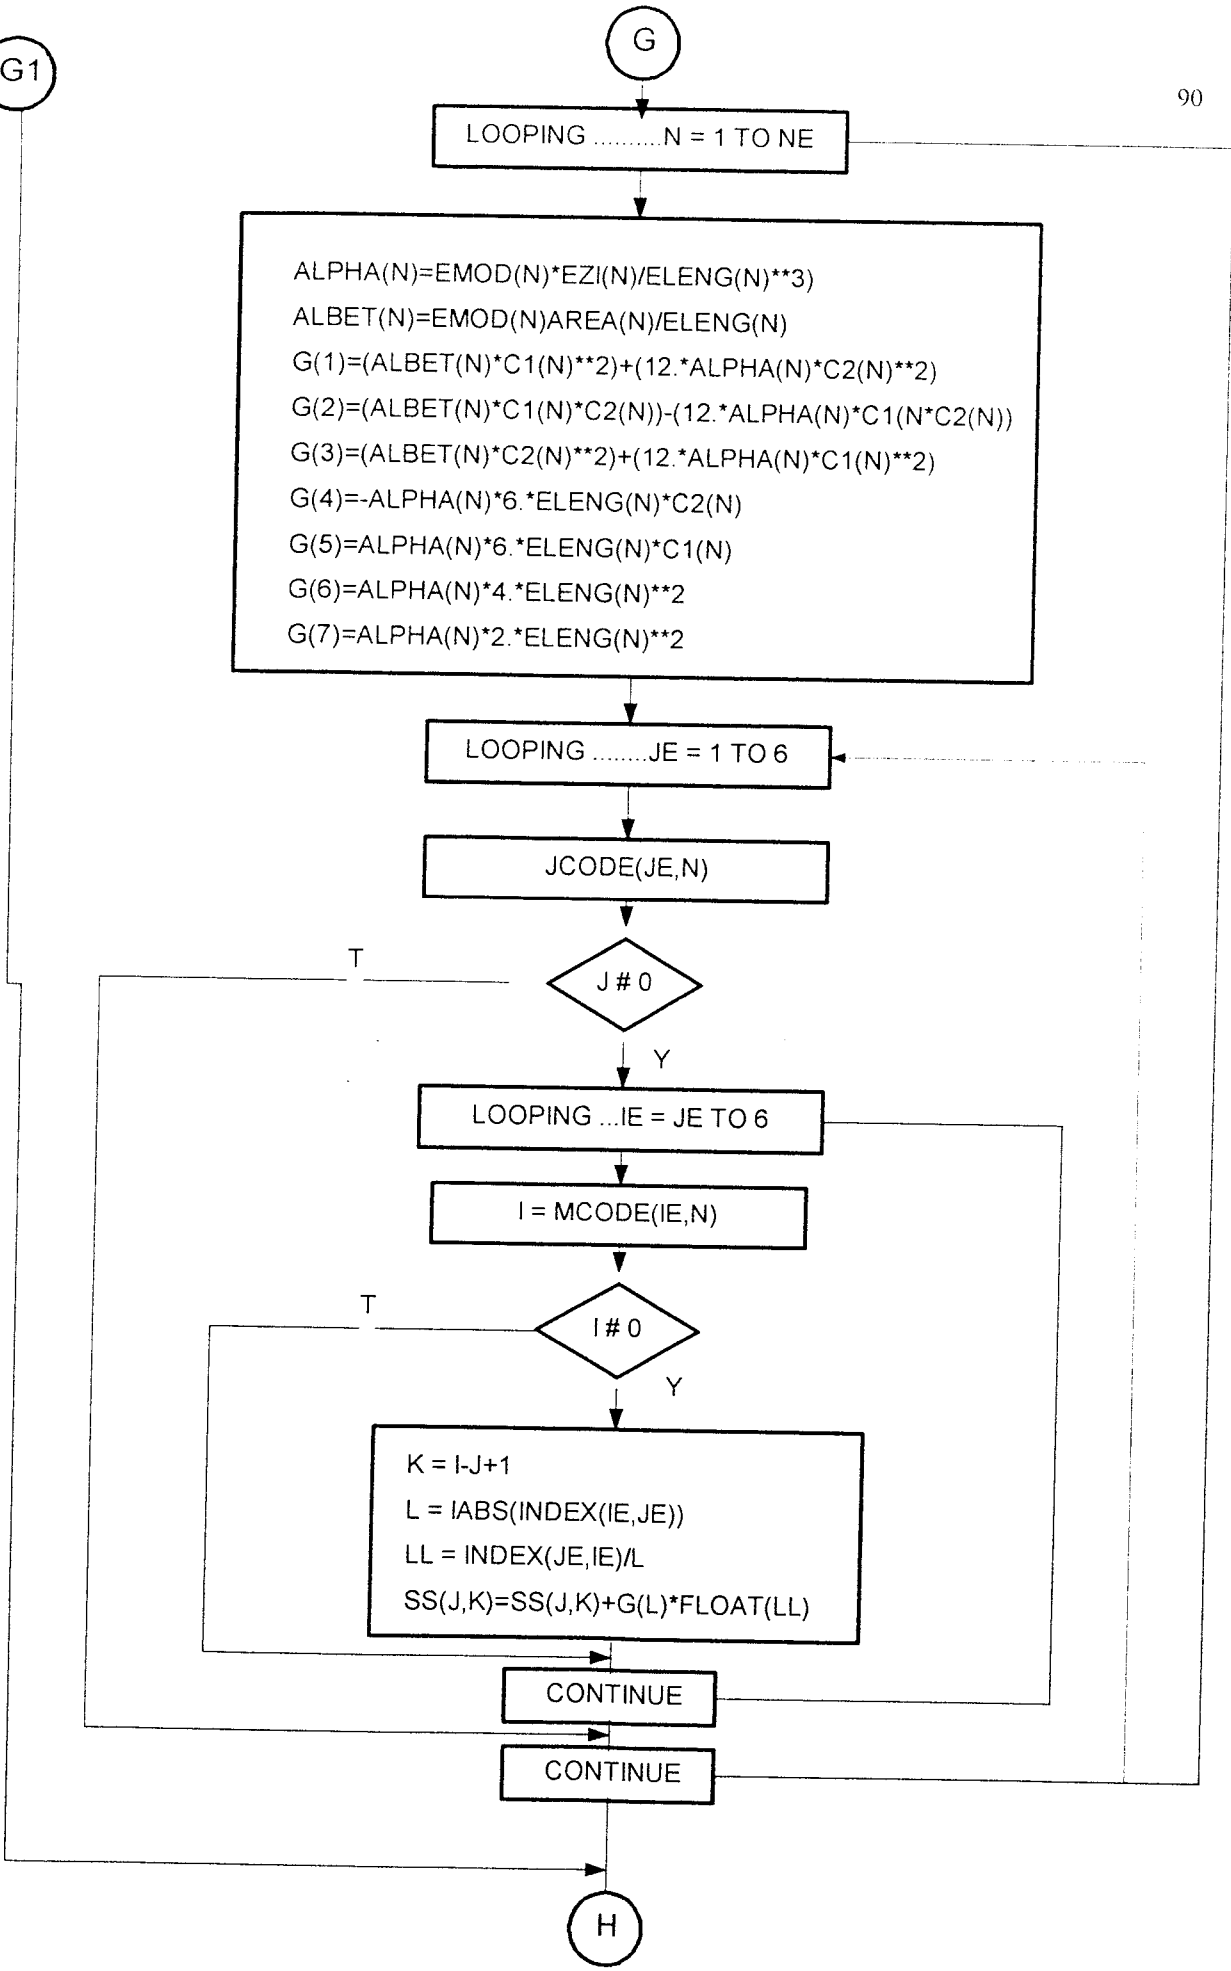 G
G1
90
LOOPING ..........N = 1 TO NE
ALPHA(N)=EMOD(N)*EZI(N)/ELENG(N)**3)
ALBET(N)=EMOD(N)AREA(N)/ELENG(N)
G(1)=(ALBET(N)*C1(N)**2)+(12.*ALPHA(N)*C2(N)**2)
G(2)=(ALBET(N)*C1(N)*C2(N))-(12.*ALPHA(N)*C1(N*C2(N))
G(3)=(ALBET(N)*C2(N)**2)+(12.*ALPHA(N)*C1(N)**2)
G(4)=-ALPHA(N)*6.*ELENG(N)*C2(N)
G(5)=ALPHA(N)*6.*ELENG(N)*C1(N)
G(6)=ALPHA(N)*4.*ELENG(N)**2
G(7)=ALPHA(N)*2.*ELENG(N)**2
LOOPING ........JE = 1 TO 6
JCODE(JE,N)
T
J # 0
Y
LOOPING ...IE = JE TO 6
I = MCODE(IE,N)
T
I # 0
Y
K = I-J+1
L = IABS(INDEX(IE,JE))
LL = INDEX(JE,IE)/L
SS(J,K)=SS(J,K)+G(L)*FLOAT(LL)
CONTINUE
CONTINUE
H